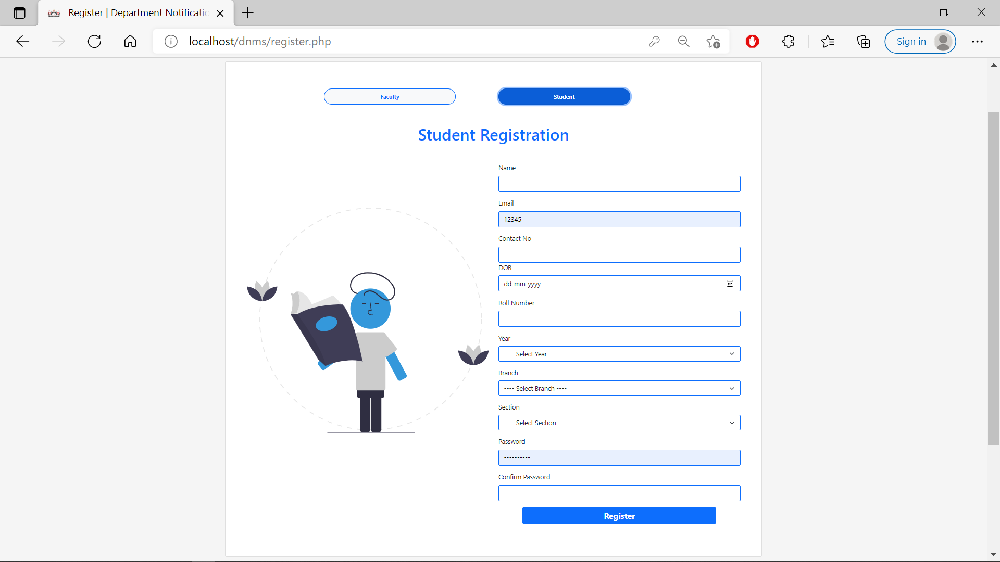 Register | Department Notificatio
localhost/dnms/register.php
Sign in
Faculty
Student
Student Registration
Name
Email
12345
Contact No
DOB
dd-mm-yyyy
Roll Number
Year
---- Select Year ----
Branch
---- Select Branch ----
Section
---- Select Section ----
Password
••••••••••
Confirm Password
Register